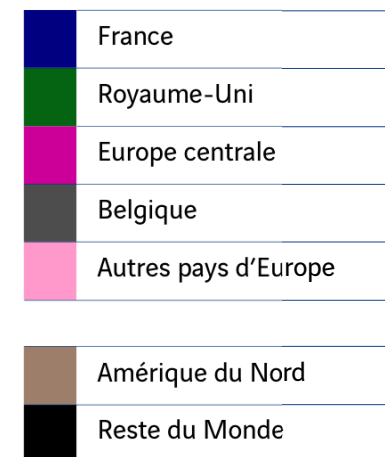 France
Royaume-Uni
Europe centrale
Belgique
Autres pays d’Europe
Amérique du Nord
Reste du Monde